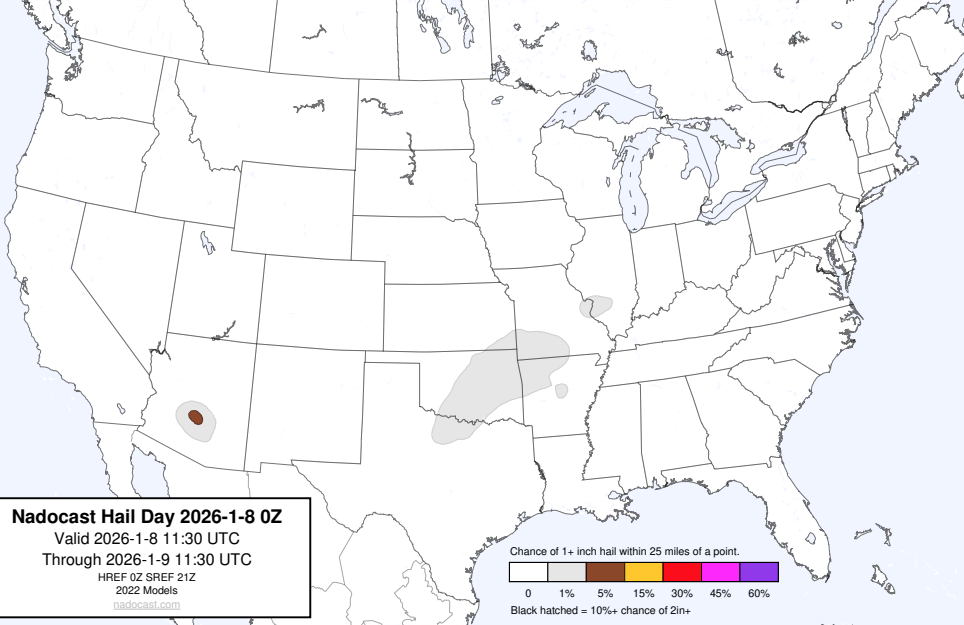 Nadocast Hail Day 2026-1-8 0Z
Valid 2026-1-8 11:30 UTC
Through 2026-1-9 11:30 UTC
HREF 0Z SREF 21Z
2022 Models
nadocast.com
Chance of 1+ inch hail within 25 miles of a point.
0 1% 5% 15% 30% 45% 60%
Black hatched = 10%+ chance of 2in+